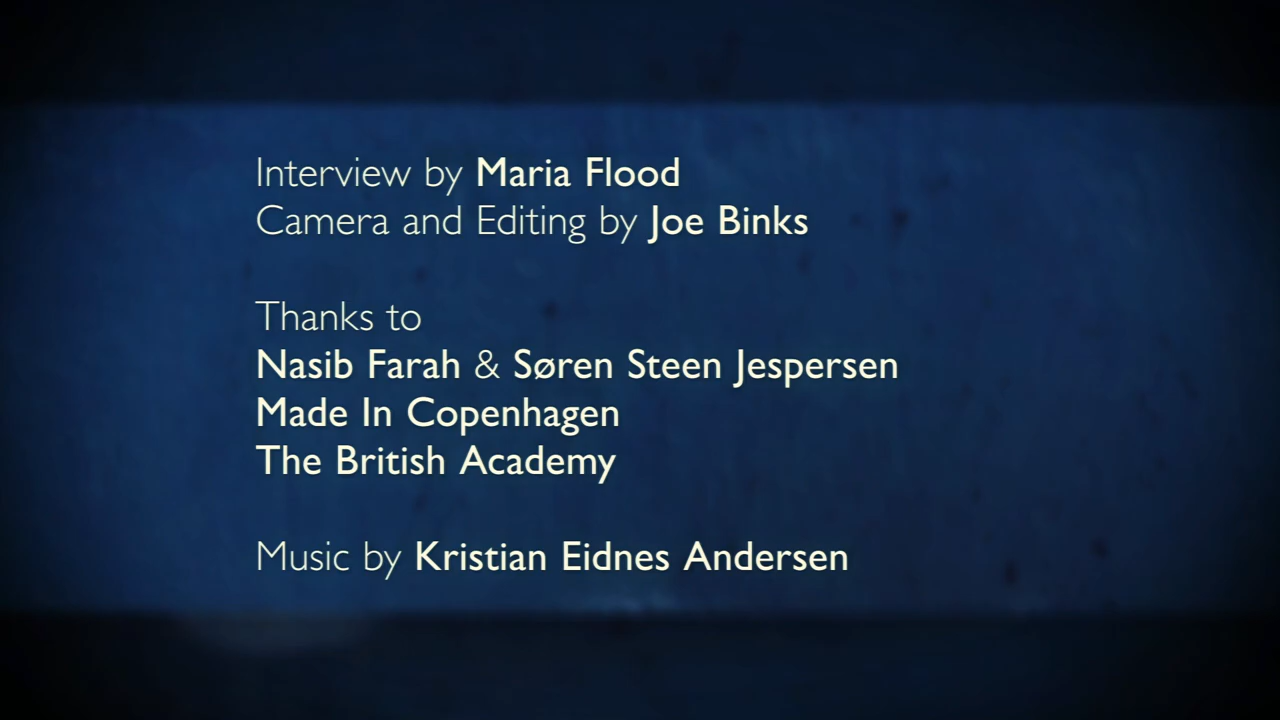 Interview by Maria Flood
Camera and Editing by Joe Binks
Thanks to
Nasib Farah & Søren Steen Jespersen
Made In Copenhagen
The British Academy
Music by Kristian Eidnes Andersen